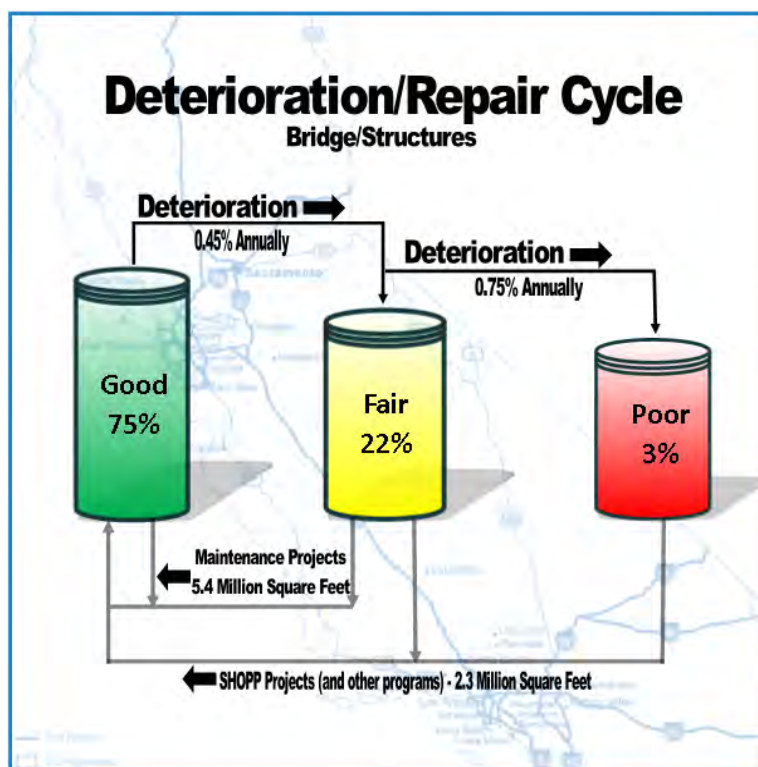 Deterioration/Repair Cycle
Bridge/Structures
Deterioration
0.45% Annually
Deterioration
0.75% Annually
Sacramento
Good
75%
Fair
22%
Poor
3%
Maintenance Projects
5.4 Million Square Feet
SHOPP Projects (and other programs) - 2.3 Million Square Feet